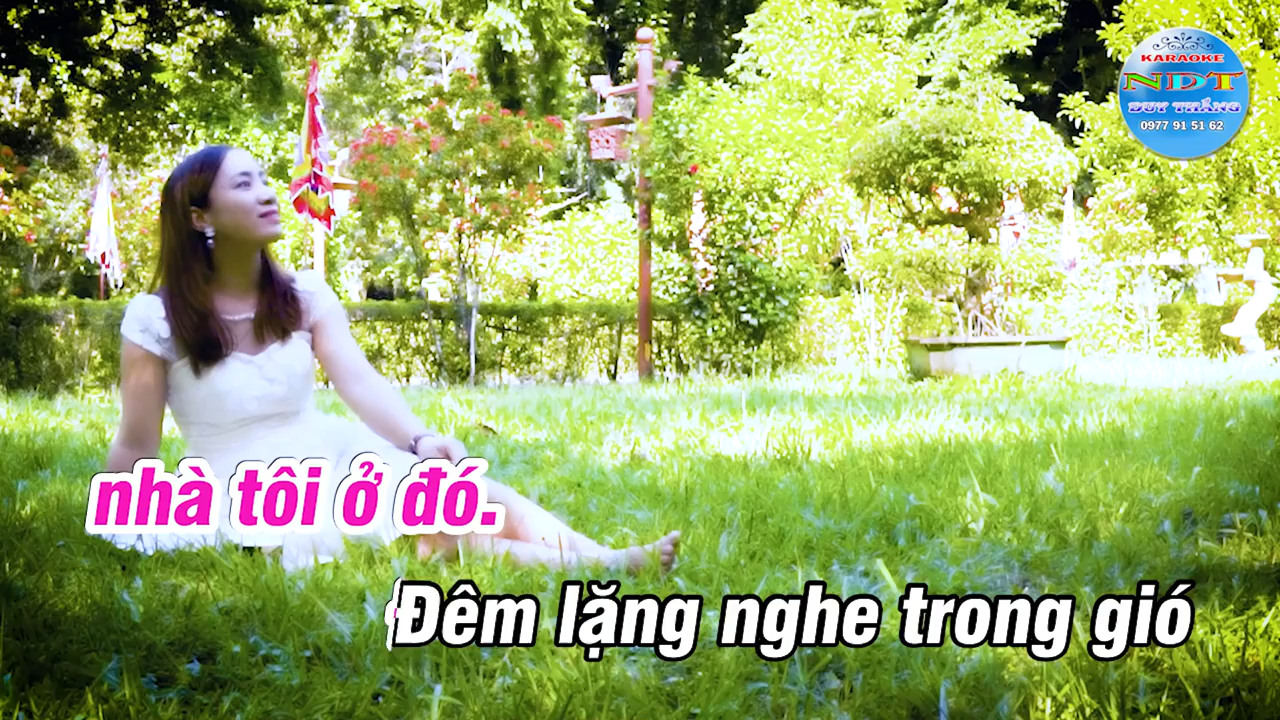 KARAOKE
NDT
DUY THẮNG
0977 91 51 62
nhà tôi ở đó.
Đêm lặng nghe trong gió